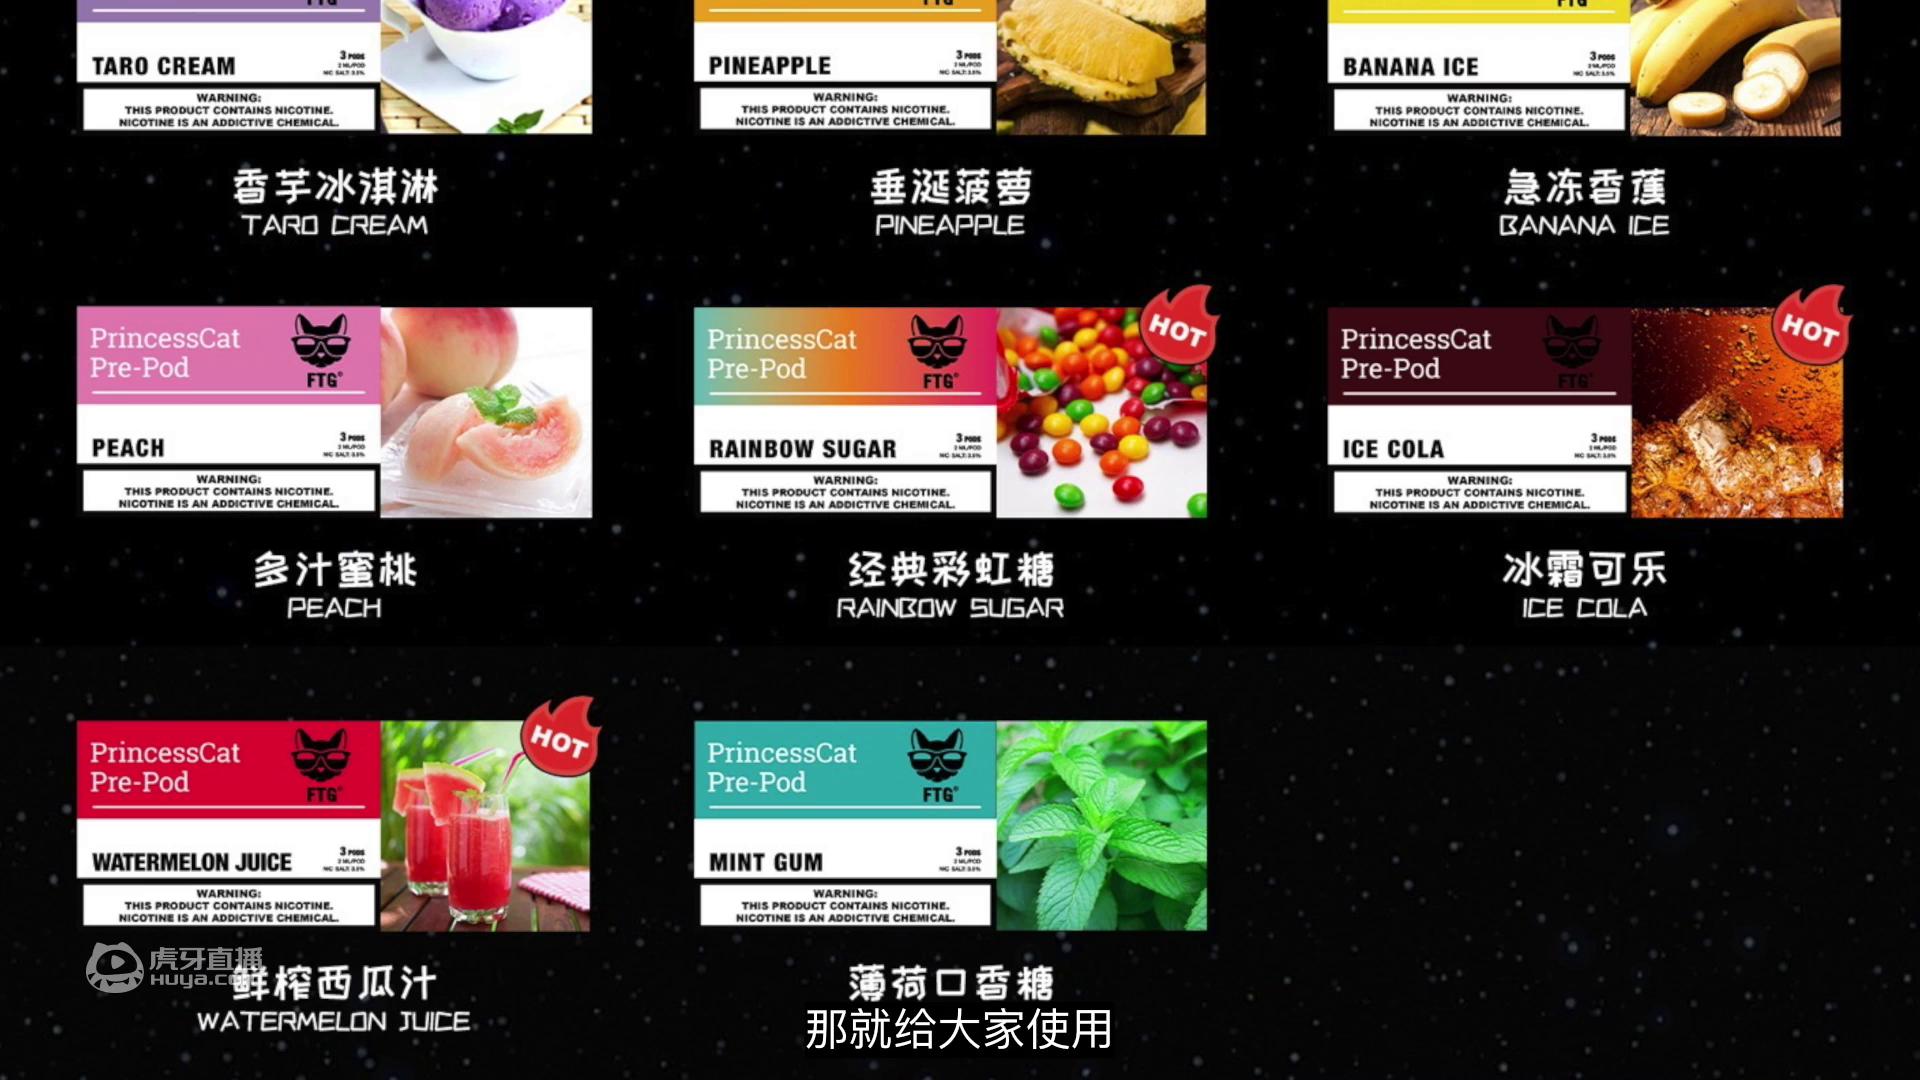 FTG
FTG
FTG
TARO CREAM
3 PODS
2 ML/POD
NIC SALT: 3.5%
WARNING:
THIS PRODUCT CONTAINS NICOTINE.
NICOTINE IS AN ADDICTIVE CHEMICAL.
PINEAPPLE
3 PODS
2 ML/POD
NIC SALT: 3.5%
WARNING:
THIS PRODUCT CONTAINS NICOTINE.
NICOTINE IS AN ADDICTIVE CHEMICAL.
BANANA ICE
3 PODS
2 ML/POD
NIC SALT: 3.5%
WARNING:
THIS PRODUCT CONTAINS NICOTINE.
NICOTINE IS AN ADDICTIVE CHEMICAL.
香芋冰淇淋
TARO CREAM
垂涎菠萝
PINEAPPLE
急冻香蕉
BANANA ICE
PrincessCat
Pre-Pod
FTG®
PEACH
3 PODS
2 ML/POD
NIC SALT: 3.5%
WARNING:
THIS PRODUCT CONTAINS NICOTINE.
NICOTINE IS AN ADDICTIVE CHEMICAL.
PrincessCat
Pre-Pod
FTG®
HOT
RAINBOW SUGAR
3 PODS
2 ML/POD
NIC SALT: 3.5%
WARNING:
THIS PRODUCT CONTAINS NICOTINE.
NICOTINE IS AN ADDICTIVE CHEMICAL.
PrincessCat
Pre-Pod
FTG®
HOT
ICE COLA
3 PODS
2 ML/POD
NIC SALT: 3.5%
WARNING:
THIS PRODUCT CONTAINS NICOTINE.
NICOTINE IS AN ADDICTIVE CHEMICAL.
多汁蜜桃
PEACH
经典彩虹糖
RAINBOW SUGAR
冰霜可乐
ICE COLA
PrincessCat
Pre-Pod
FTG®
HOT
WATERMELON JUICE
3 PODS
2 ML/POD
NIC SALT: 3.5%
WARNING:
THIS PRODUCT CONTAINS NICOTINE.
NICOTINE IS AN ADDICTIVE CHEMICAL.
PrincessCat
Pre-Pod
FTG®
MINT GUM
3 PODS
2 ML/POD
NIC SALT: 3.5%
WARNING:
THIS PRODUCT CONTAINS NICOTINE.
NICOTINE IS AN ADDICTIVE CHEMICAL.
虎牙直播
Huya.com
鲜榨西瓜汁
WATERMELON JUICE
薄荷口香糖
那就给大家使用